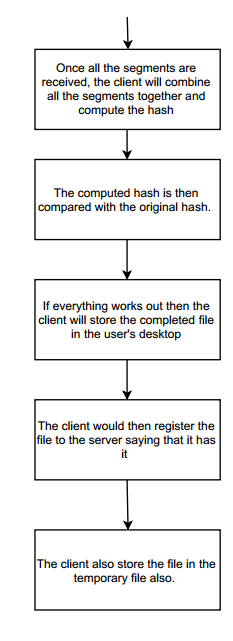 Once all the segments are
received, the client will combine
all the segments together and
compute the hash
The computed hash is then
compared with the original hash.
If everything works out then the
client will store the completed file
in the user's desktop
The client would then register the
file to the server saying that it has
it
The client also store the file in the
temporary file also.